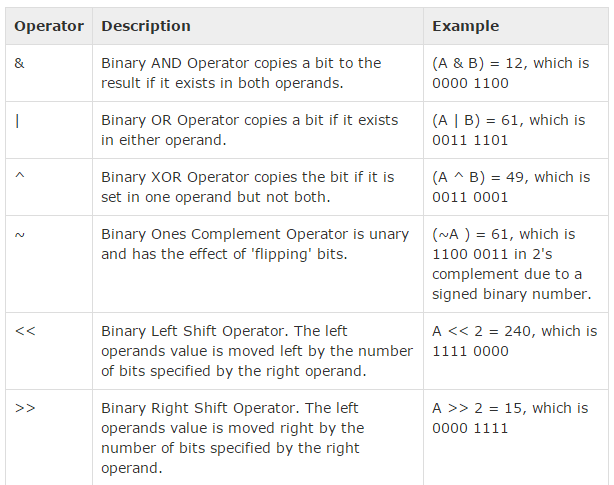 Operator Description Example
& Binary AND Operator copies a bit to the (A & B) = 12, which is
result if it exists in both operands. 0000 1100
| Binary OR Operator copies a bit if it exists (A | B) = 61, which is
in either operand. 0011 1101
^ Binary XOR Operator copies the bit if it is (A ^ B) = 49, which is
set in one operand but not both. 0011 0001
~ Binary Ones Complement Operator is unary (~A ) = 61, which is
and has the effect of 'flipping' bits. 1100 0011 in 2's
complement due to a
signed binary number.
<< Binary Left Shift Operator. The left A << 2 = 240, which is
operands value is moved left by the number 1111 0000
of bits specified by the right operand.
>> Binary Right Shift Operator. The left A >> 2 = 15, which is
operands value is moved right by the 0000 1111
number of bits specified by the right
operand.